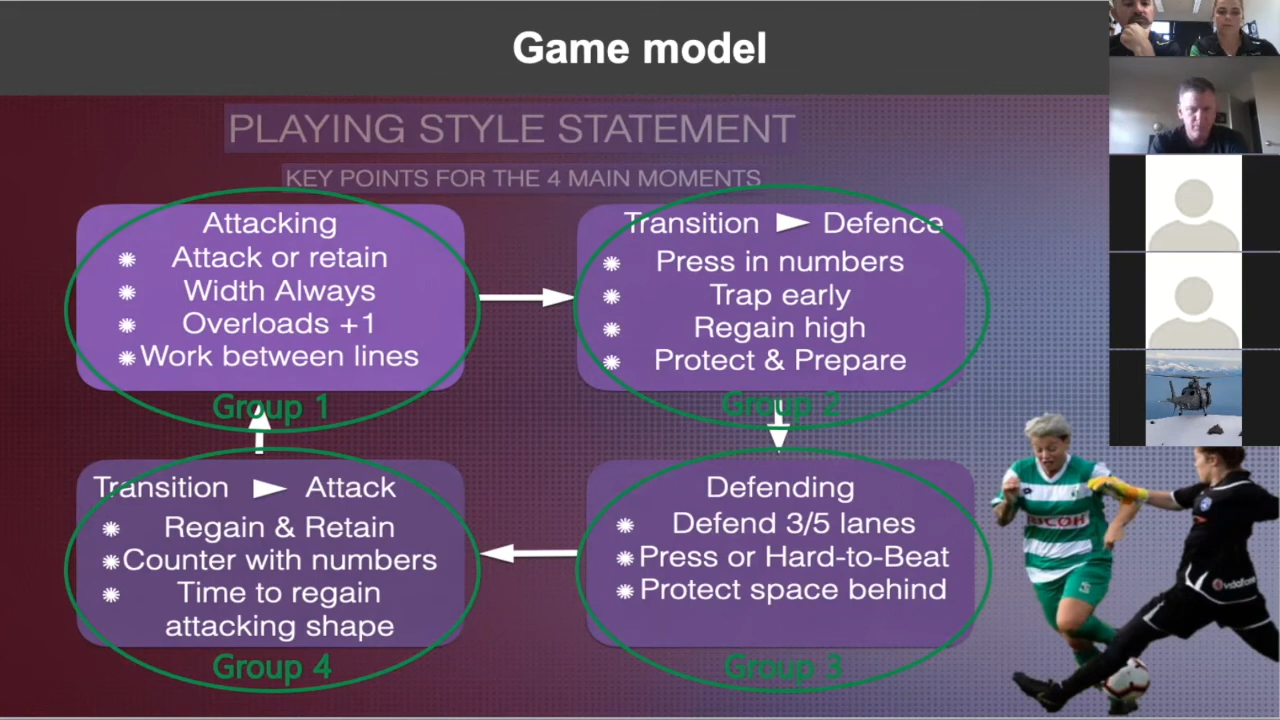 Game model
PLAYING STYLE STATEMENT
KEY POINTS FOR THE 4 MAIN MOMENTS
Attacking
Attack or retain
Width Always
Overloads +1
Work between lines
Group 1
Transition ▶ Defence
Press in numbers
Trap early
Regain high
Protect & Prepare
Group 2
Transition ▶ Attack
Regain & Retain
Counter with numbers
Time to regain
attacking shape
Group 4
Defending
Defend 3/5 lanes
Press or Hard-to-Beat
Protect space behind
Group 3
RICOH
vodafone